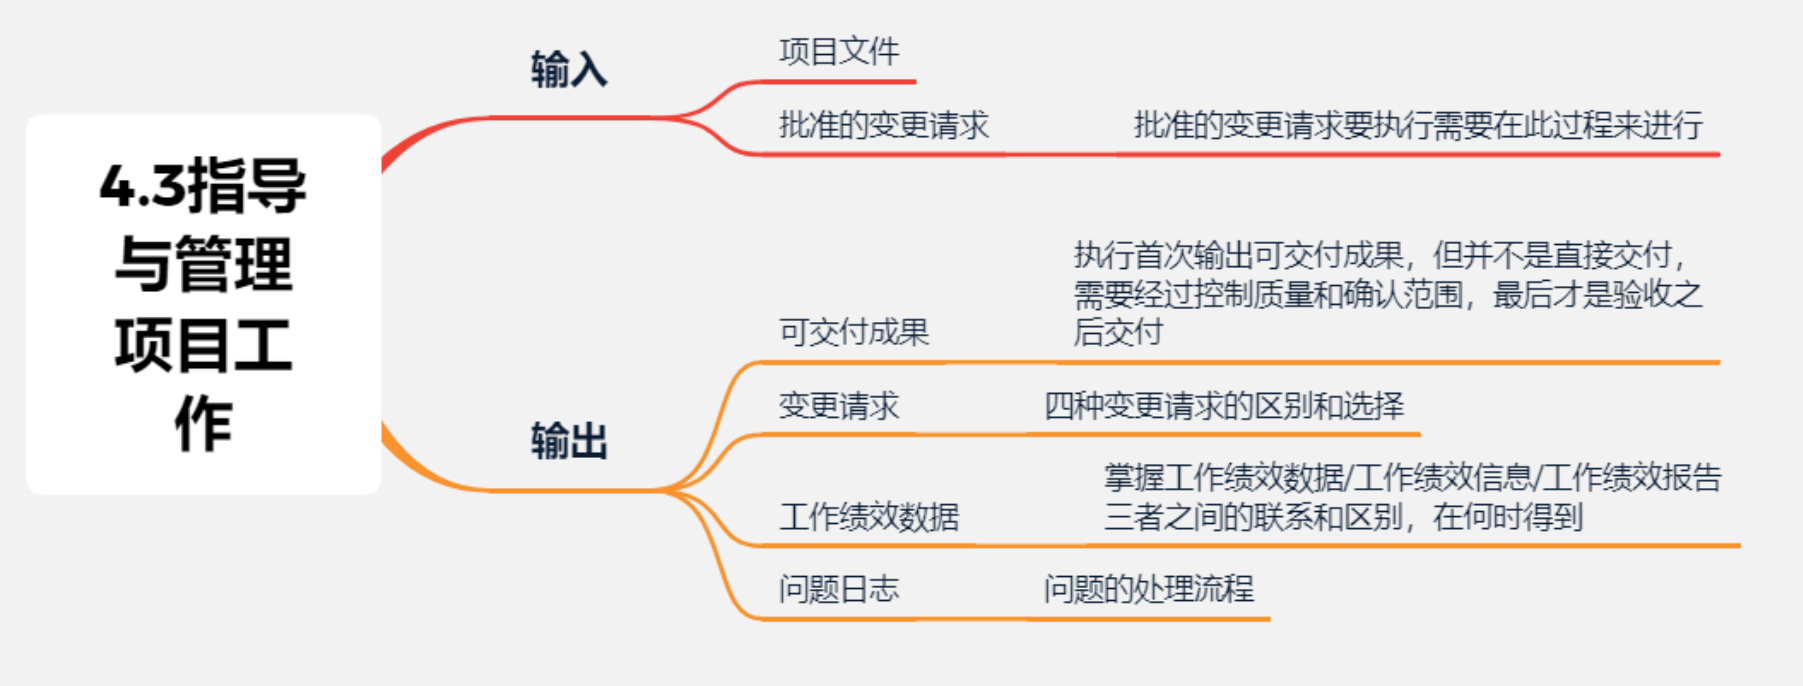 4.3指导
与管理
项目工
作
输入
项目文件
批准的变更请求
批准的变更请求要执行需要在此过程来进行
输出
可交付成果
执行首次输出可交付成果，但并不是直接交付，
需要经过控制质量和确认范围，最后才是验收之
后交付
变更请求
四种变更请求的区别和选择
工作绩效数据
掌握工作绩效数据/工作绩效信息/工作绩效报告
三者之间的联系和区别，在何时得到
问题日志
问题的处理流程